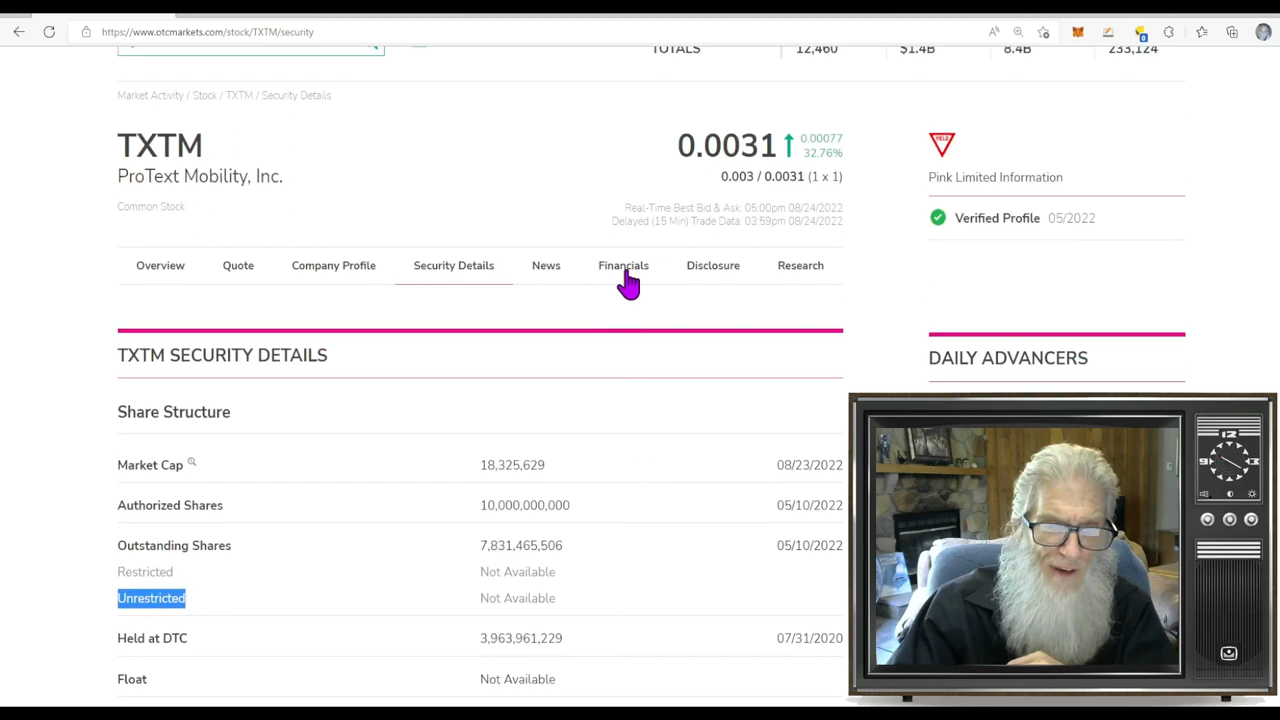 https://www.otcmarkets.com/stock/TXTM/security
TOTALS 12,460 $1.4B 8.4B 233,124
Market Activity / Stock / TXTM / Security Details
TXTM
ProText Mobility, Inc.
Common Stock
0.0031 0.00077
32.76%
0.003 / 0.0031 (1 x 1)
Real-Time Best Bid & Ask: 05:00pm 08/24/2022
Delayed (15 Min) Trade Data: 03:59pm 08/24/2022
YIELD
Pink Limited Information
Verified Profile 05/2022
Overview Quote Company Profile Security Details News Financials Disclosure Research
TXTM SECURITY DETAILS
DAILY ADVANCERS
Share Structure
Market Cap 18,325,629 08/23/2022
Authorized Shares 10,000,000,000 05/10/2022
Outstanding Shares 7,831,465,506 05/10/2022
Restricted Not Available
Unrestricted Not Available
Held at DTC 3,963,961,229 07/31/2020
Float Not Available
12
9 3